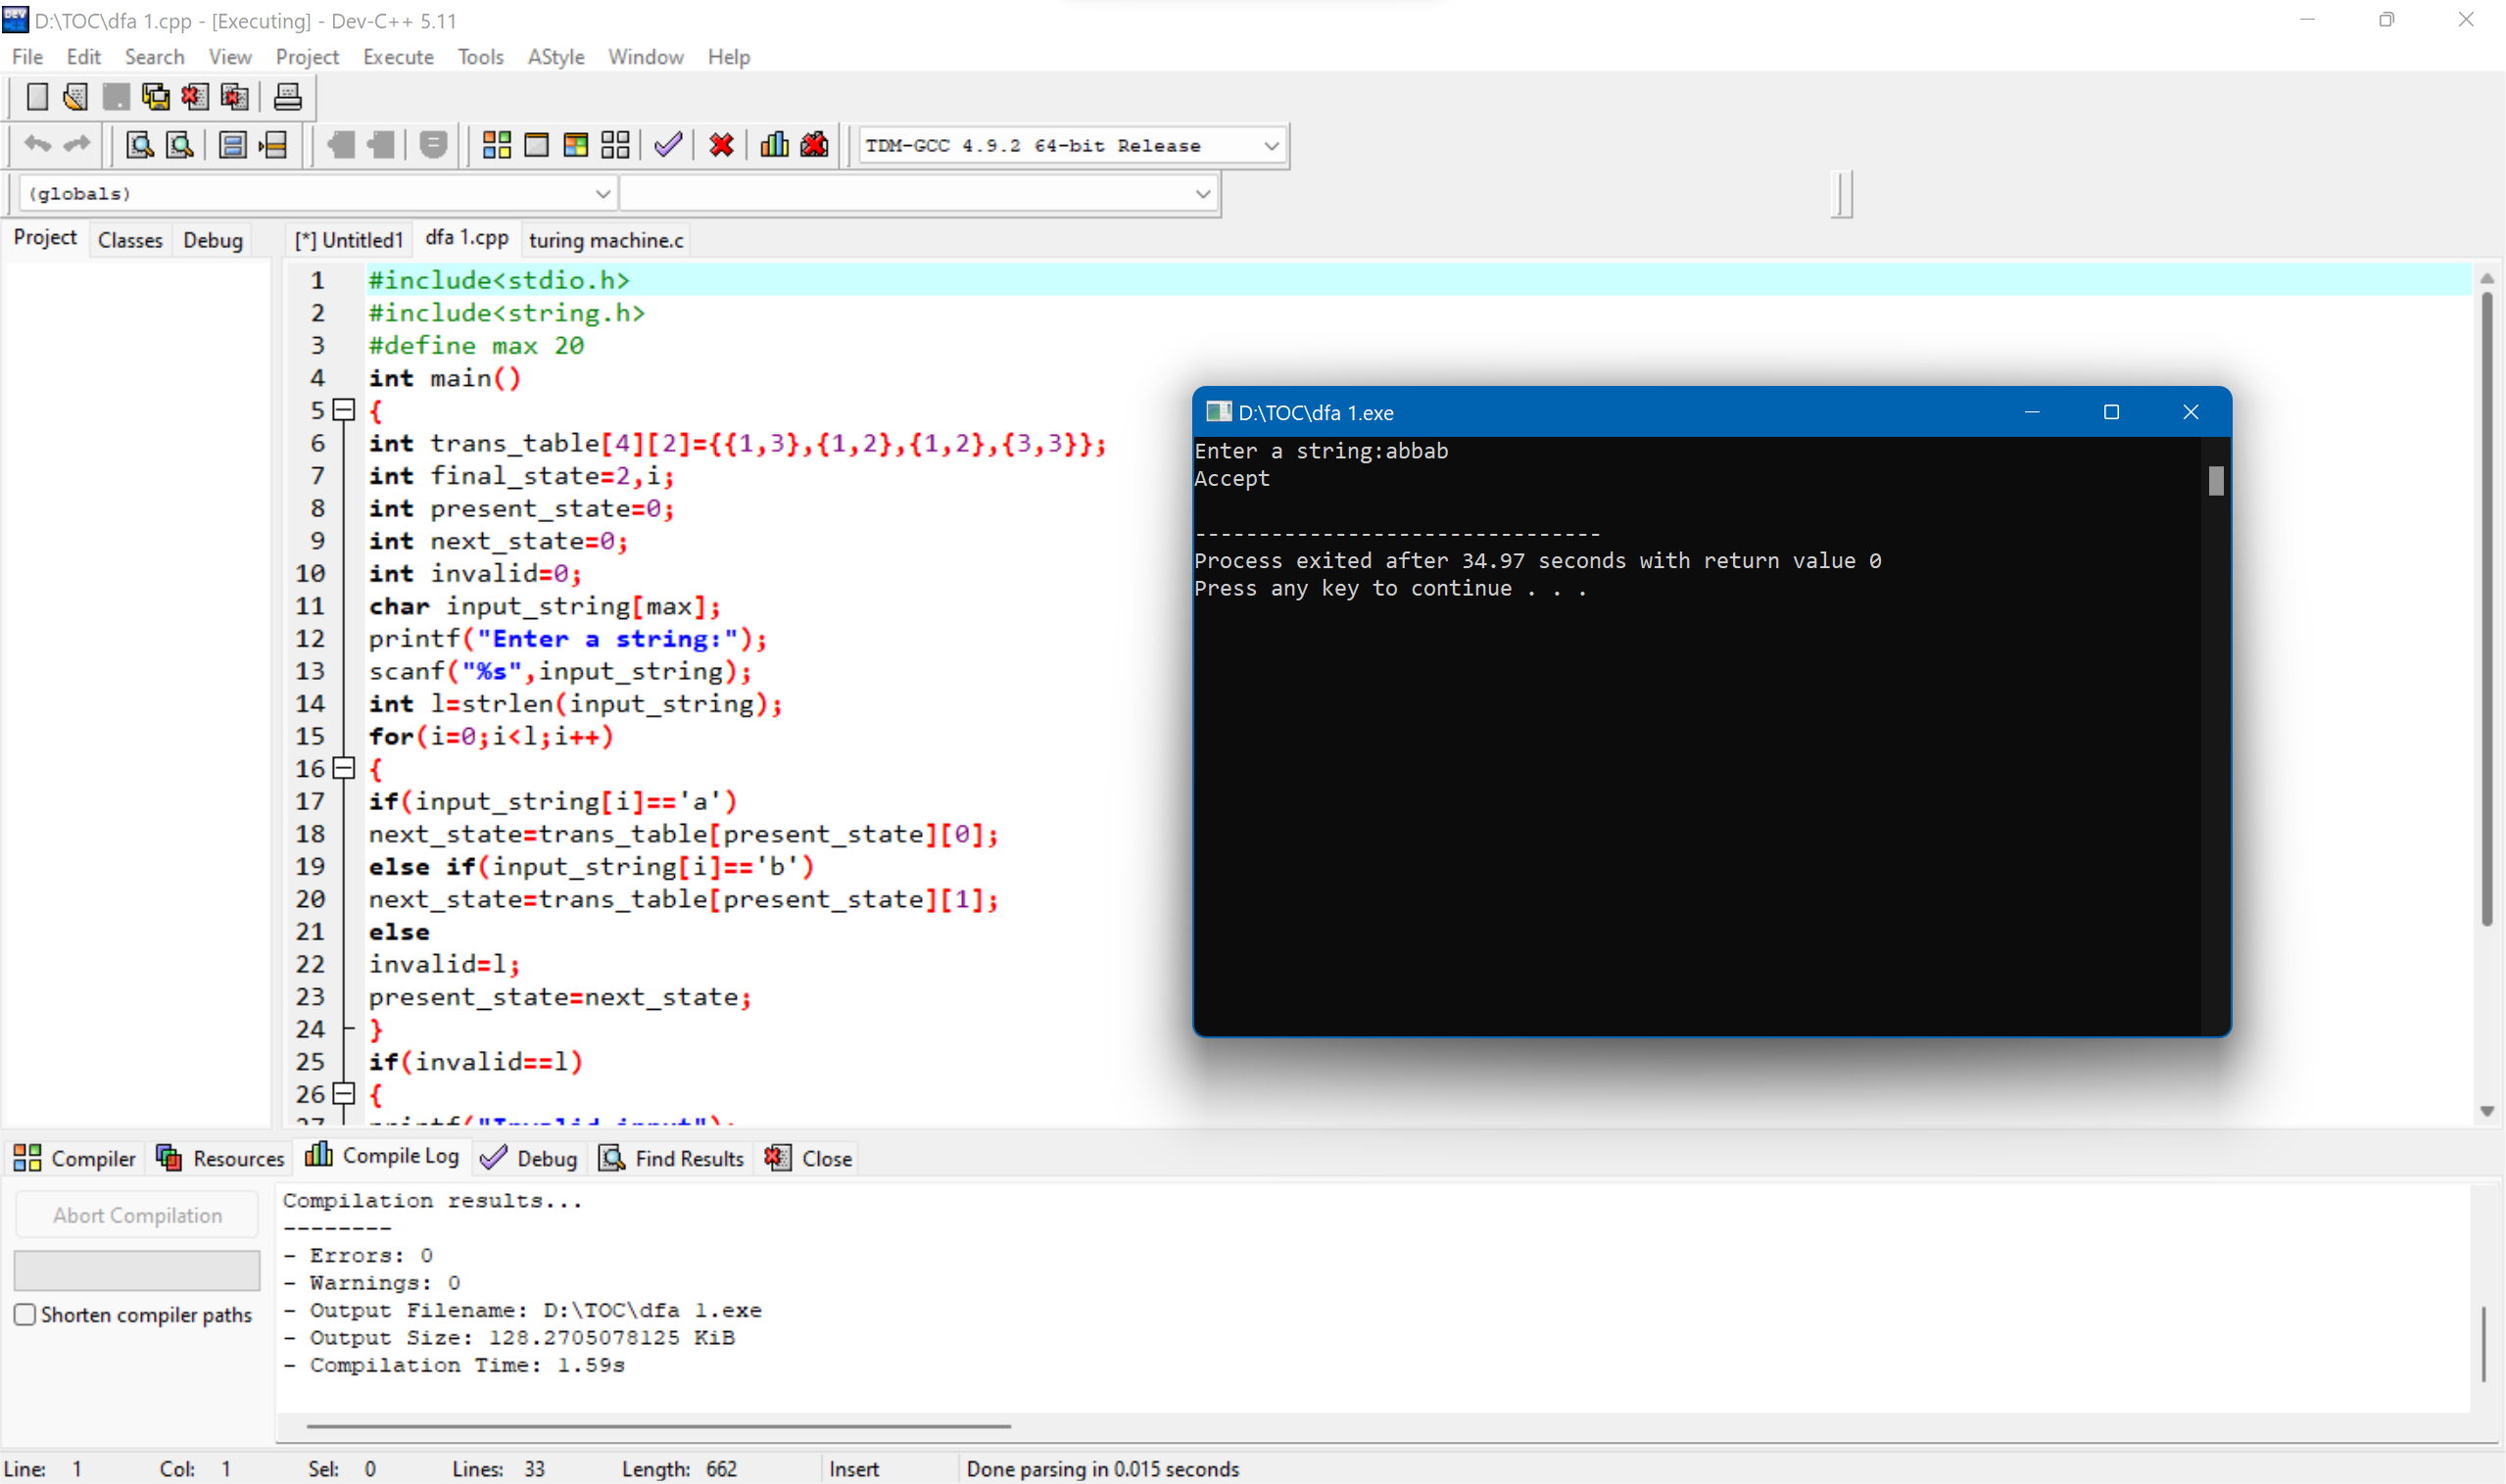 D:\TOC\dfa 1.cpp - [Executing] - Dev-C++ 5.11
File Edit Search View Project Execute Tools AStyle Window Help
TDM-GCC 4.9.2 64-bit Release
(globals)
Project Classes Debug [*] Untitled1 dfa 1.cpp turing machine.c
1 #include<stdio.h>
2 #include<string.h>
3 #define max 20
4 int main()
5 {
6 int trans_table[4][2]={{1,3},{1,2},{1,2},{3,3}};
7 int final_state=2,i;
8 int present_state=0;
9 int next_state=0;
10 int invalid=0;
11 char input_string[max];
12 printf("Enter a string:");
13 scanf("%s",input_string);
14 int l=strlen(input_string);
15 for(i=0;i<l;i++)
16 {
17 if(input_string[i]=='a')
18 next_state=trans_table[present_state][0];
19 else if(input_string[i]=='b')
20 next_state=trans_table[present_state][1];
21 else
22 invalid=l;
23 present_state=next_state;
24 }
25 if(invalid==l)
26 {
27 printf("Invalid input");
D:\TOC\dfa 1.exe
Enter a string:abbab
Accept
--------------------------------
Process exited after 34.97 seconds with return value 0
Press any key to continue . . .
Compiler Resources Compile Log Debug Find Results Close
Abort Compilation
Shorten compiler paths
Compilation results...
--------
- Errors: 0
- Warnings: 0
- Output Filename: D:\TOC\dfa 1.exe
- Output Size: 128.2705078125 KiB
- Compilation Time: 1.59s
Line: 1 Col: 1 Sel: 0 Lines: 33 Length: 662 Insert Done parsing in 0.015 seconds